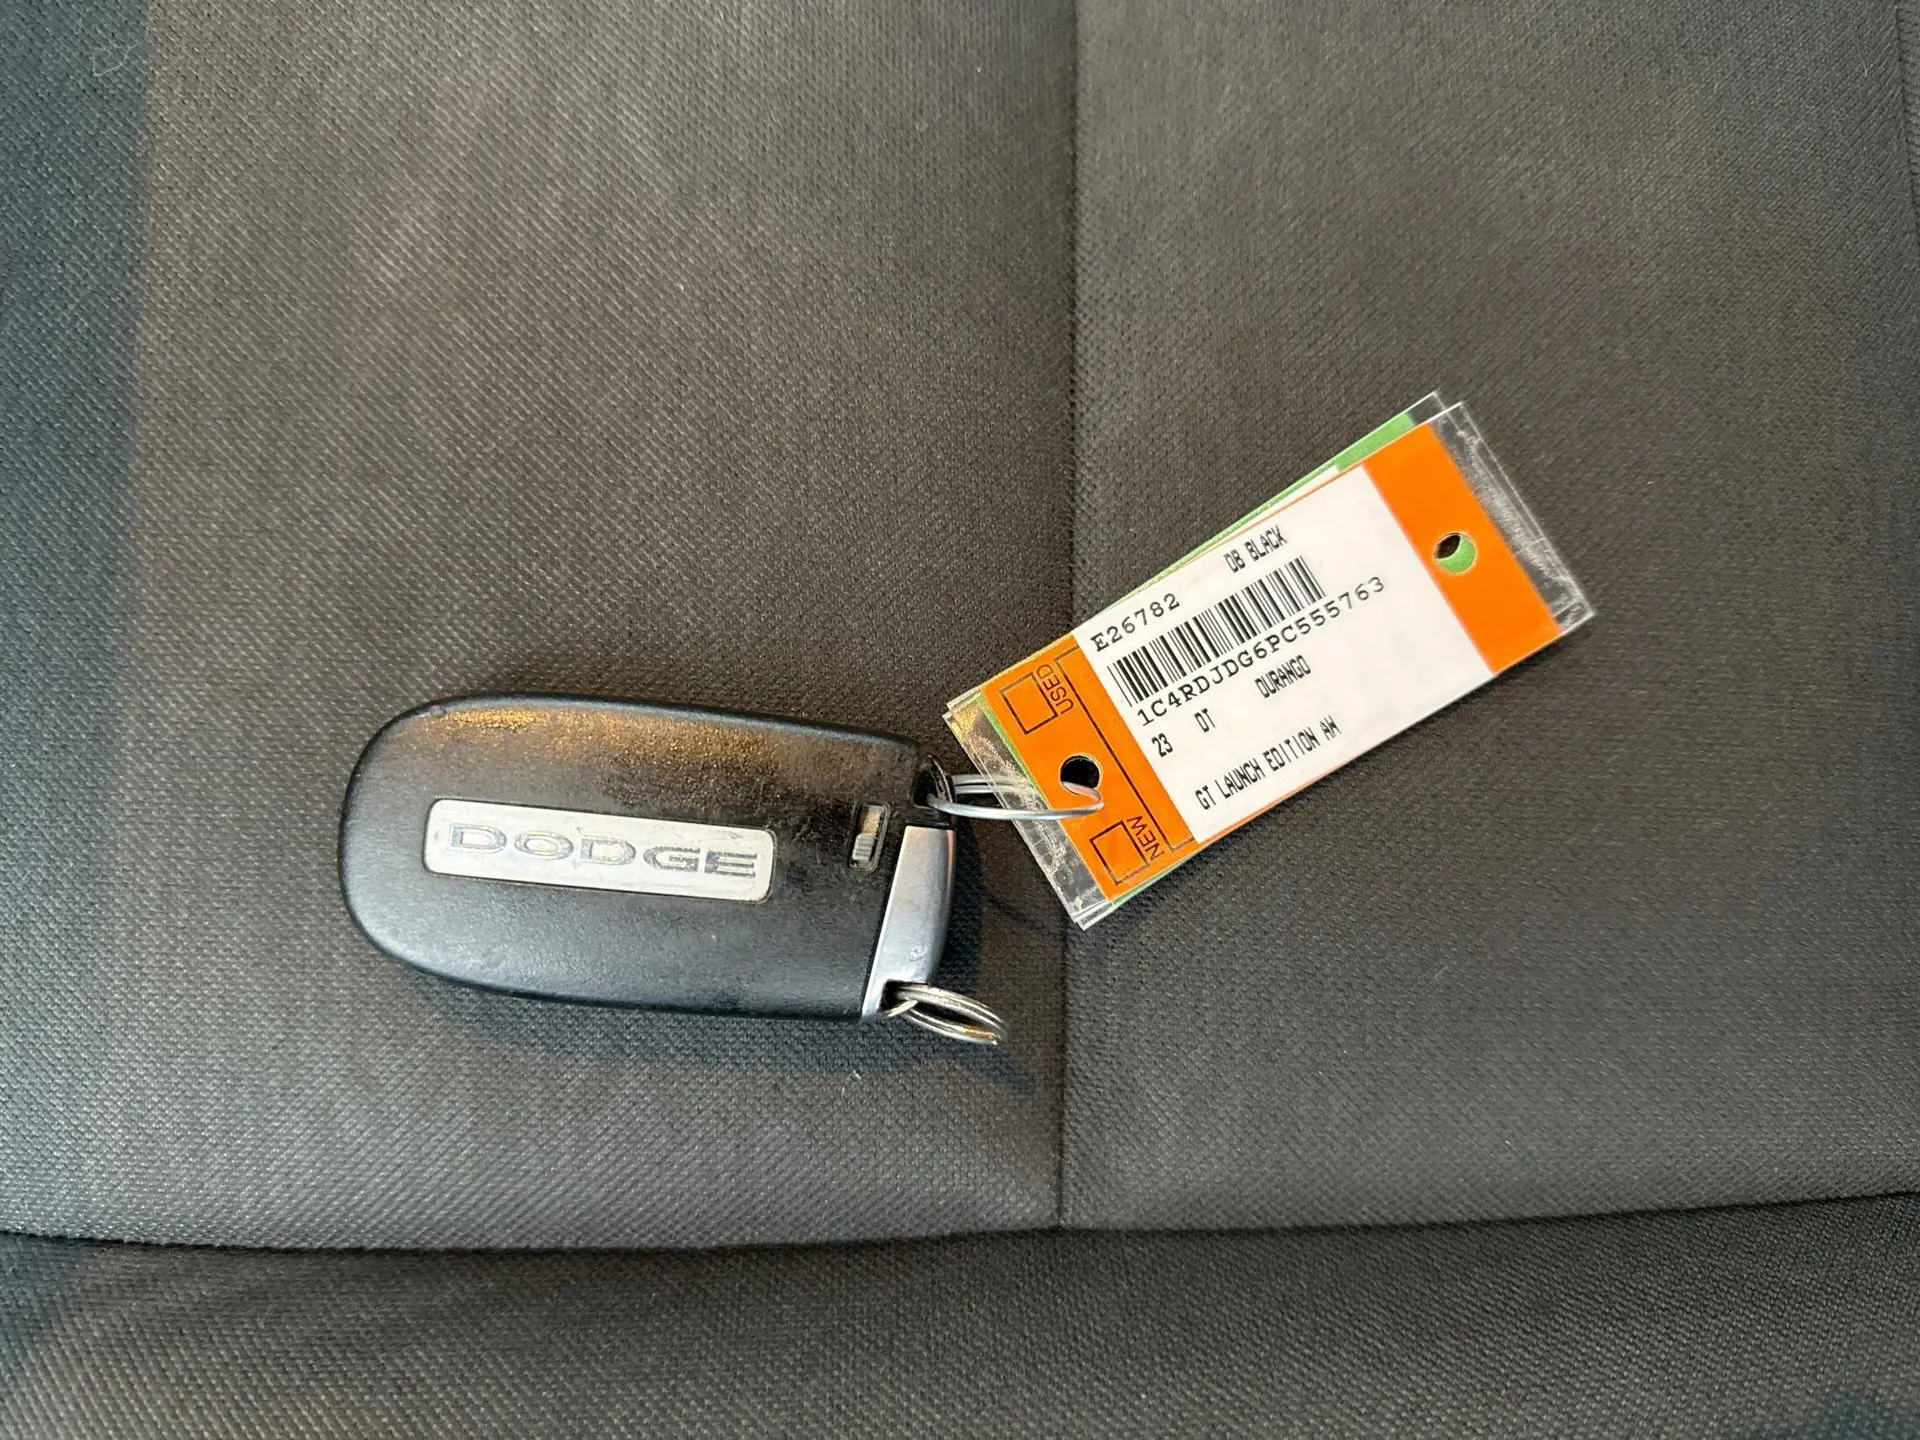 DODGE
E26782
DB BLACK
1C4RDJDG6PC555763
23 DT DURANGO
GT LAUNCH EDITION AW
USED
NEW